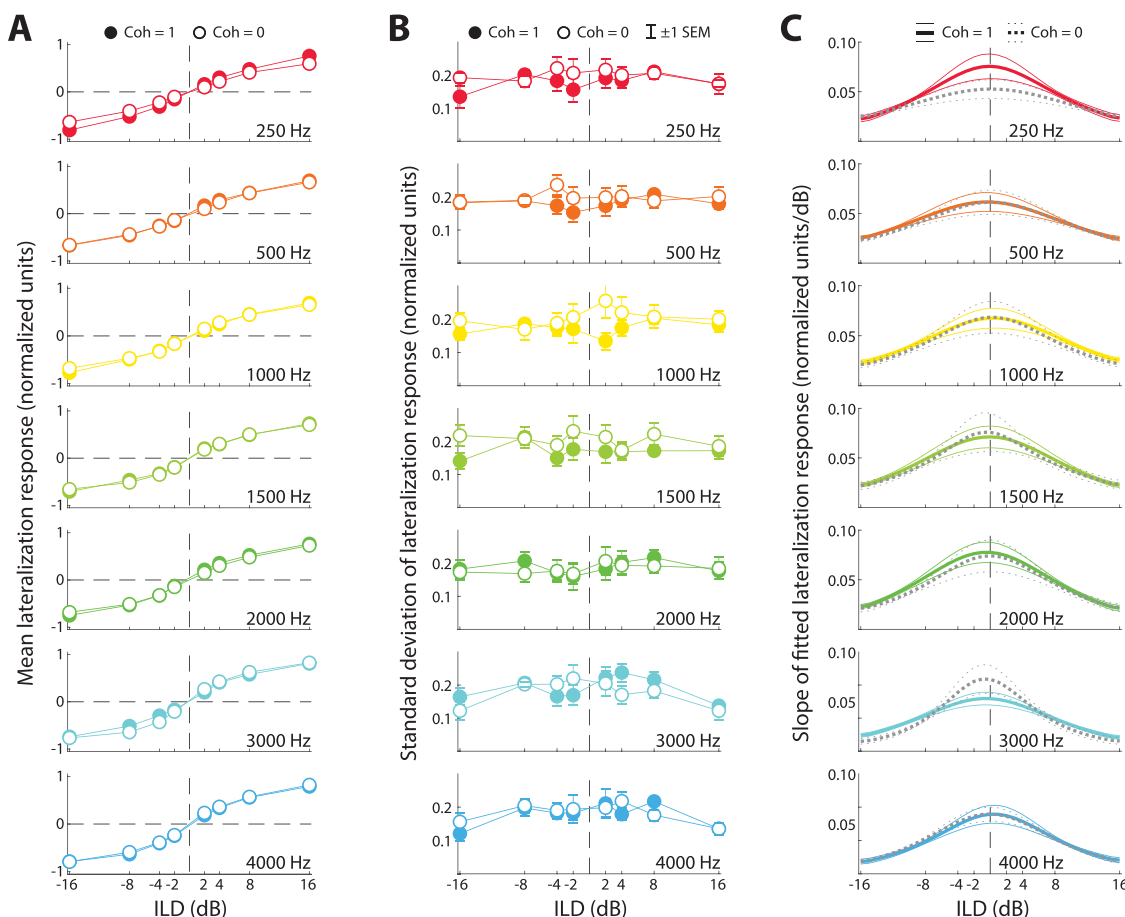 A
Coh = 1 Coh = 0
Mean lateralization response (normalized units)
1
0
-1
250 Hz
1
0
-1
500 Hz
1
0
-1
1000 Hz
1
0
-1
1500 Hz
1
0
-1
2000 Hz
1
0
-1
3000 Hz
1
0
-1
4000 Hz
-16 -8 -4 -2 2 4 8 16
ILD (dB)
B
Coh = 1 Coh = 0 ±1 SEM
Standard deviation of lateralization response (normalized units)
0.2
0.1
250 Hz
0.2
0.1
500 Hz
0.2
0.1
1000 Hz
0.2
0.1
1500 Hz
0.2
0.1
2000 Hz
0.2
0.1
3000 Hz
0.2
0.1
4000 Hz
-16 -8 -4 -2 2 4 8 16
ILD (dB)
C
Coh = 1 Coh = 0
Slope of fitted lateralization response (normalized units/dB)
0.10
0.05
250 Hz
0.10
0.05
500 Hz
0.10
0.05
1000 Hz
0.10
0.05
1500 Hz
0.10
0.05
2000 Hz
0.10
0.05
3000 Hz
0.10
0.05
4000 Hz
-16 -8 -4 -2 2 4 8 16
ILD (dB)